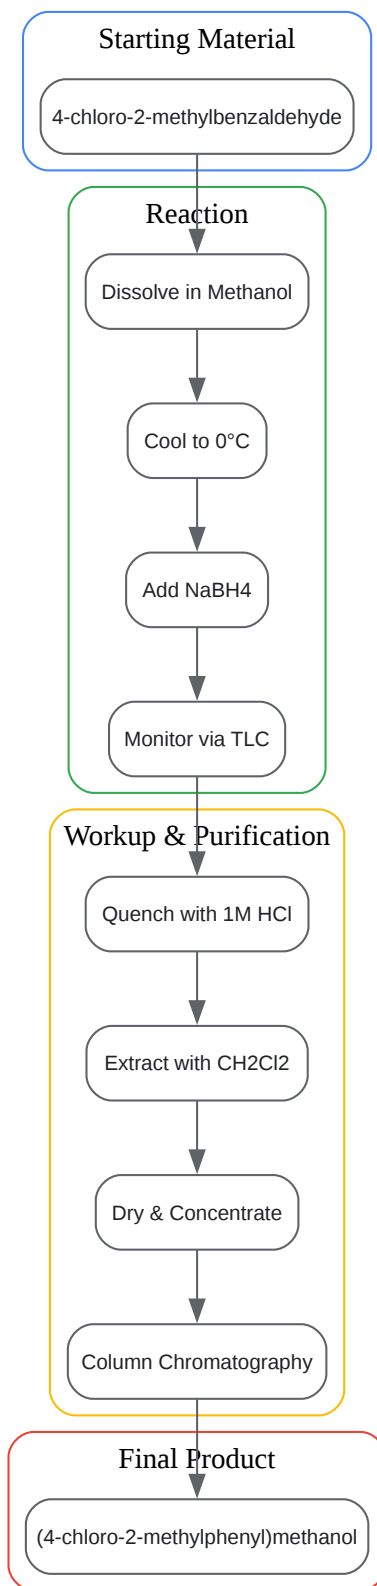 Starting Material
4-chloro-2-methylbenzaldehyde
Reaction
Dissolve in Methanol
Cool to 0°C
Add NaBH4
Monitor via TLC
Workup & Purification
Quench with 1M HCl
Extract with CH2Cl2
Dry & Concentrate
Column Chromatography
Final Product
(4-chloro-2-methylphenyl)methanol